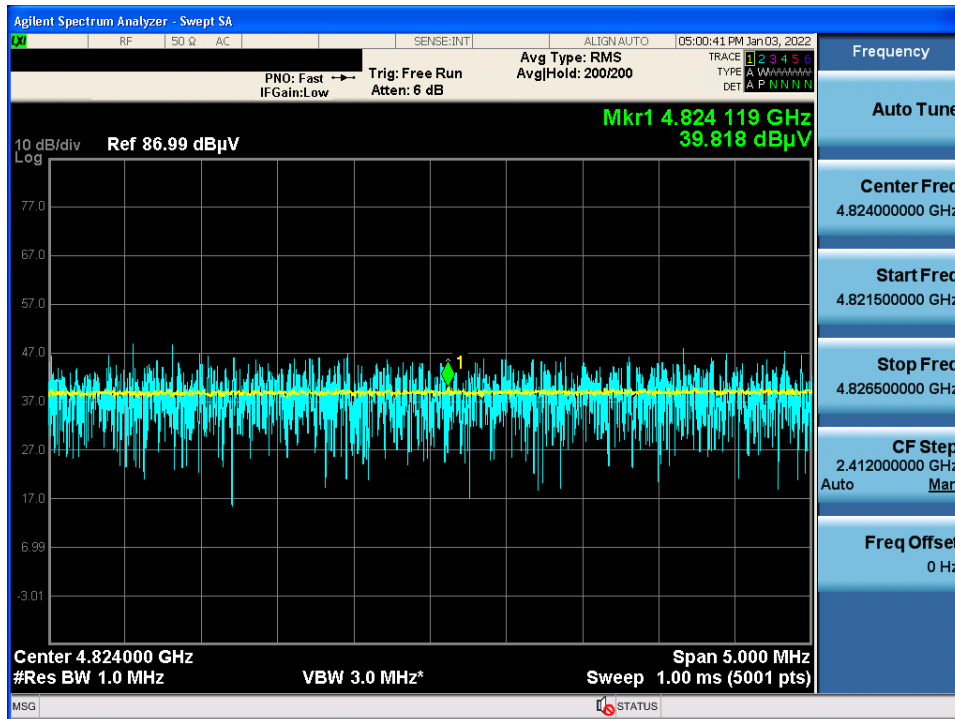 Agilent Spectrum Analyzer - Swept SA
LXI RF 50 Ω AC SENSE:INT ALIGN AUTO 05:00:41 PM Jan 03, 2022
PNO: Fast
IFGain:Low
Trig: Free Run
Atten: 6 dB
Avg Type: RMS
Avg|Hold: 200/200
TRACE 1 2 3 4 5 6
TYPE A WWWWW
DET A P N N N N
Mkr1 4.824 119 GHz
39.818 dBµV
10 dB/div Ref 86.99 dBµV
Log
77.0
67.0
57.0
47.0
1
37.0
27.0
17.0
6.99
-3.01
Center 4.824000 GHz Span 5.000 MHz
#Res BW 1.0 MHz VBW 3.0 MHz* Sweep 1.00 ms (5001 pts)
MSG STATUS
Frequency
Auto Tune
Center Freq
4.824000000 GHz
Start Freq
4.821500000 GHz
Stop Freq
4.826500000 GHz
CF Step
2.412000000 GHz
Auto Man
Freq Offset
0 Hz